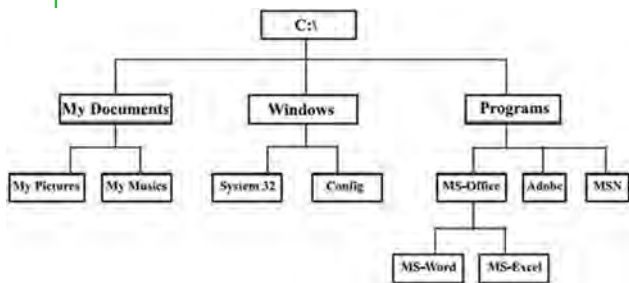 C:\
My Documents Windows Programs
My Pictures My Musics System 32 Config MS-Office Adobe MSN
MS-Word MS-Excel